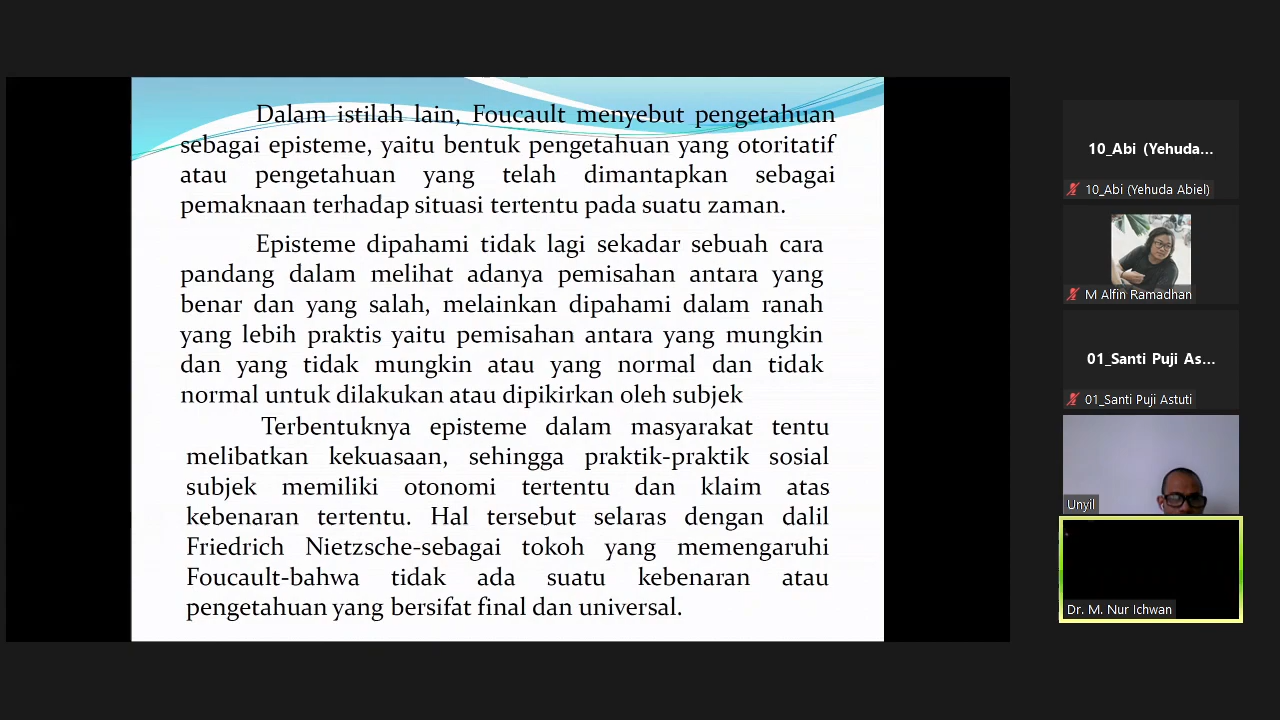 Dalam istilah lain, Foucault menyebut pengetahuan
sebagai episteme, yaitu bentuk pengetahuan yang otoritatif
atau pengetahuan yang telah dimantapkan sebagai
pemaknaan terhadap situasi tertentu pada suatu zaman.
Episteme dipahami tidak lagi sekadar sebuah cara
pandang dalam melihat adanya pemisahan antara yang
benar dan yang salah, melainkan dipahami dalam ranah
yang lebih praktis yaitu pemisahan antara yang mungkin
dan yang tidak mungkin atau yang normal dan tidak
normal untuk dilakukan atau dipikirkan oleh subjek
Terbentuknya episteme dalam masyarakat tentu
melibatkan kekuasaan, sehingga praktik-praktik sosial
subjek memiliki otonomi tertentu dan klaim atas
kebenaran tertentu. Hal tersebut selaras dengan dalil
Friedrich Nietzsche-sebagai tokoh yang memengaruhi
Foucault-bahwa tidak ada suatu kebenaran atau
pengetahuan yang bersifat final dan universal.
10_Abi (Yehuda...
10_Abi (Yehuda Abiel)
M Alfin Ramadhan
01_Santi Puji As...
01_Santi Puji Astuti
Unyil
Dr. M. Nur Ichwan